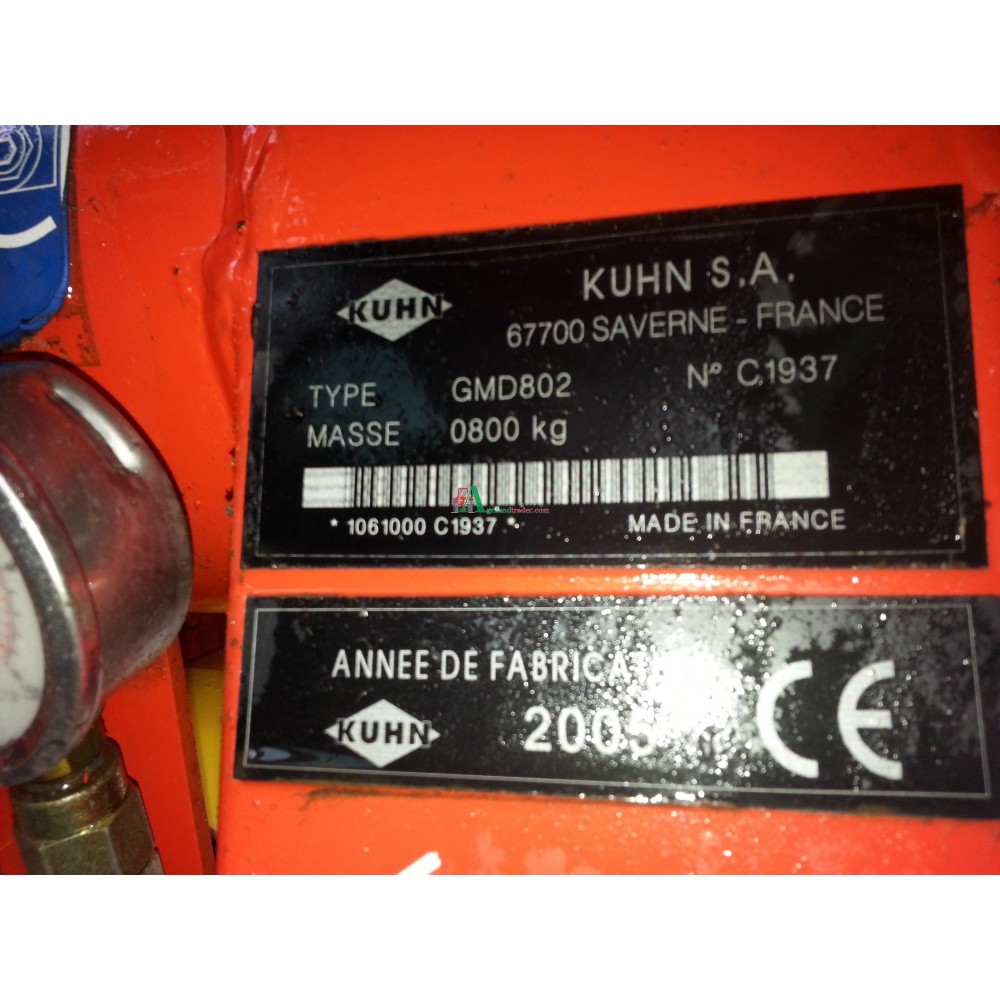 KUHN
KUHN S.A.
67700 SAVERNE - FRANCE
TYPE GMD802 N° C1937
MASSE 0800 kg
* 1061000 C1937 *
MADE IN FRANCE
ANNEE DE
KUHN
2005
CE